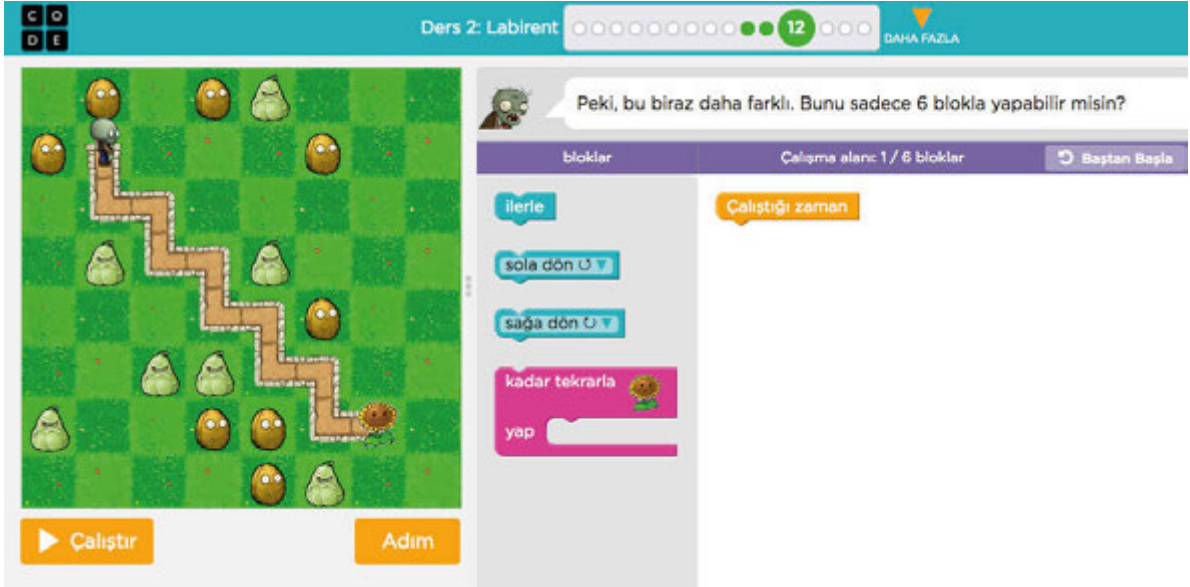 C O
D E
Ders 2: Labirent
12
DAHA FAZLA
Peki, bu biraz daha farklı. Bunu sadece 6 blokla yapabilir misin?
bloklar
Çalışma alanı: 1 / 6 bloklar
Baştan Başla
ilerle
Çalıştığı zaman
sola dön
sağa dön
kadar tekrarla
yap
Çalıştır
Adım